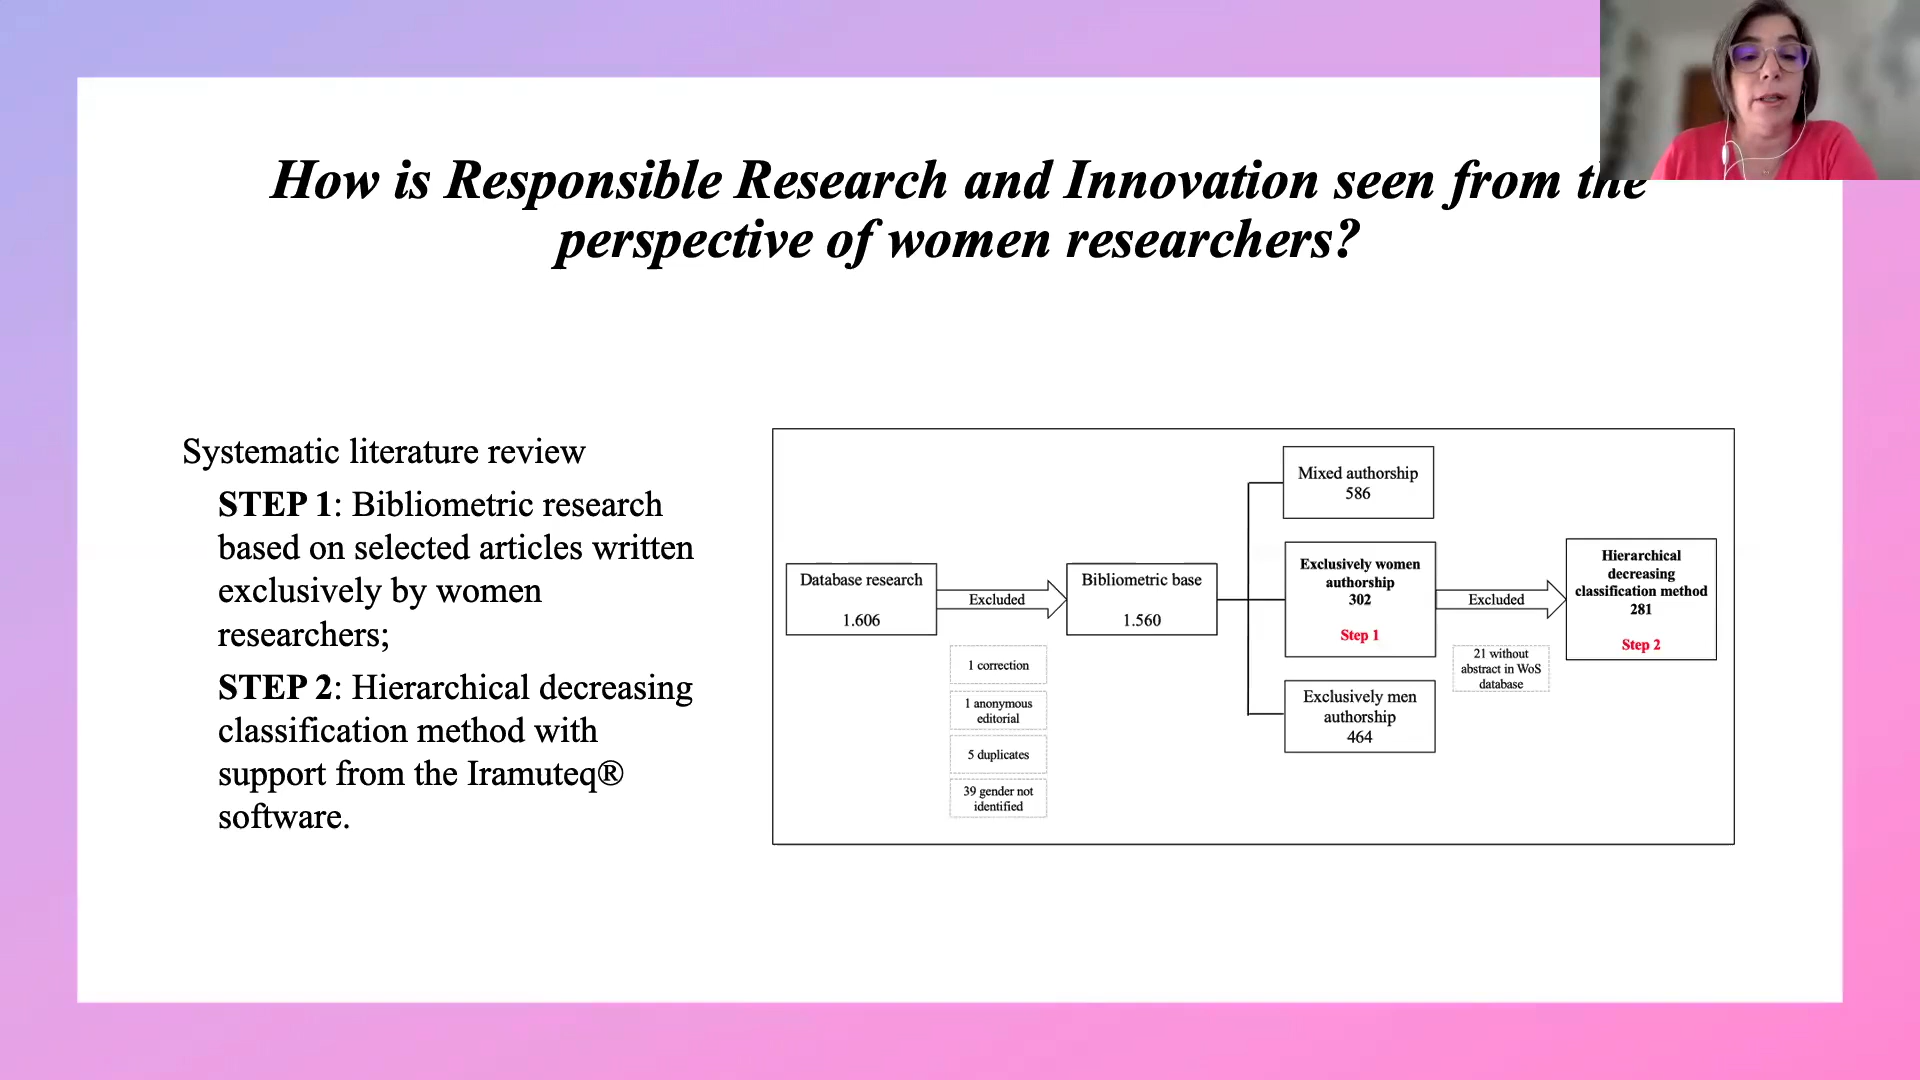 How is Responsible Research and Innovation seen from the
perspective of women researchers?
Systematic literature review
STEP 1: Bibliometric research
based on selected articles written
exclusively by women
researchers;
STEP 2: Hierarchical decreasing
classification method with
support from the Iramuteq®
software.
Database research
1.606
Excluded
1 correction
1 anonymous
editorial
5 duplicates
39 gender not
identified
Bibliometric base
1.560
Mixed authorship
586
Exclusively women
authorship
302
Step 1
Exclusively men
authorship
464
Excluded
21 without
abstract in WoS
database
Hierarchical
decreasing
classification method
281
Step 2